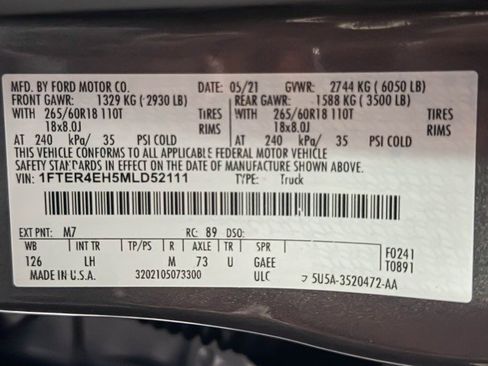 MFD. BY FORD MOTOR CO. DATE: 05/21 GVWR: 2744 KG ( 6050 LB)
FRONT GAWR: 1329 KG ( 2930 LB) REAR GAWR: 1588 KG ( 3500 LB)
WITH 265/60R18 110T TIRES WITH 265/60R18 110T TIRES
18x8.0J RIMS 18x8.0J RIMS
AT 240 kPa/ 35 PSI COLD AT 240 kPa/ 35 PSI COLD
THIS VEHICLE CONFORMS TO ALL APPLICABLE FEDERAL MOTOR VEHICLE
SAFETY STANDARDS IN EFFECT ON THE DATE OF MANUFACTURE SHOWN ABOVE.
VIN: 1FTER4EH5MLD52111 TYPE: Truck
EXT PNT: M7 RC: 89 DSO:
WB INT TR TP/PS R AXLE TR SPR F0241
126 LH M 73 U GAEE T0891
MADE IN U.S.A. 3202105073300 ULC 5U5A-3520472-AA